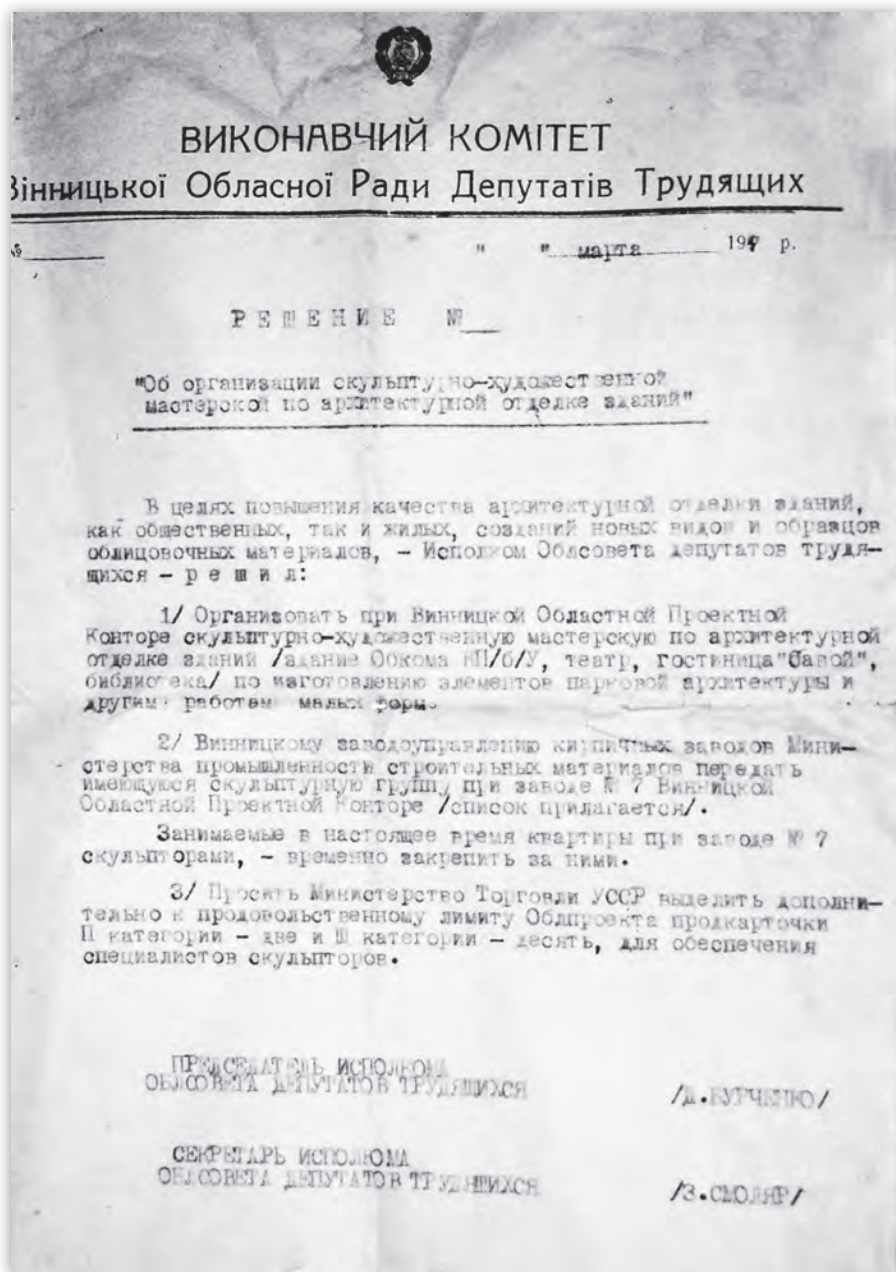 ВИКОНАВЧИЙ КОМІТЕТ
Вінницької Обласної Ради Депутатів Трудящих
№
" " марта 194 р.
РЕШЕНИЕ №
"Об организации скульптурно-художественной
мастерской по архитектурной отделке зданий"
В целях повышения качества архитектурной отделки зданий,
как общественных, так и жилых, созданий новых видов и образцов
облицовочных материалов, – Исполком Облсовета депутатов трудя-
щихся – р е ш и л:
1/ Организовать при Винницкой Областной Проектной
Конторе скульптурно-художественную мастерскую по архитектурной
отделке зданий /здание Обкома КП/б/У, театр, гостиница "Савой",
библиотека/ по изготовлению элементов парковой архитектуры и
другим работам малых форм.
2/ Винницкому заводоуправлению кирпичных заводов Мини-
стерства промышленности строительных материалов передать
имеющуюся скульптурную группу при заводе № 7 Винницкой
Областной Проектной Конторе /список прилагается/.
Занимаемые в настоящее время квартиры при заводе № 7
скульпторами, – временно закрепить за ними.
3/ Просить Министерство Торговли УССР выделить дополни-
тельно к продовольственному лимиту Облпроекта продкарточки
II категории – две и Ш категории – десять, для обеспечения
специалистов скульпторов.
ПРЕДСЕДАТЕЛЬ ИСПОЛКОМА
ОБЛСОВЕТА ДЕПУТАТОВ ТРУДЯЩИХСЯ /Д.БУРЧЕНКО/
СЕКРЕТАРЬ ИСПОЛКОМА
ОБЛСОВЕТА ДЕПУТАТОВ ТРУДЯЩИХСЯ /З.СМОЛЯР/